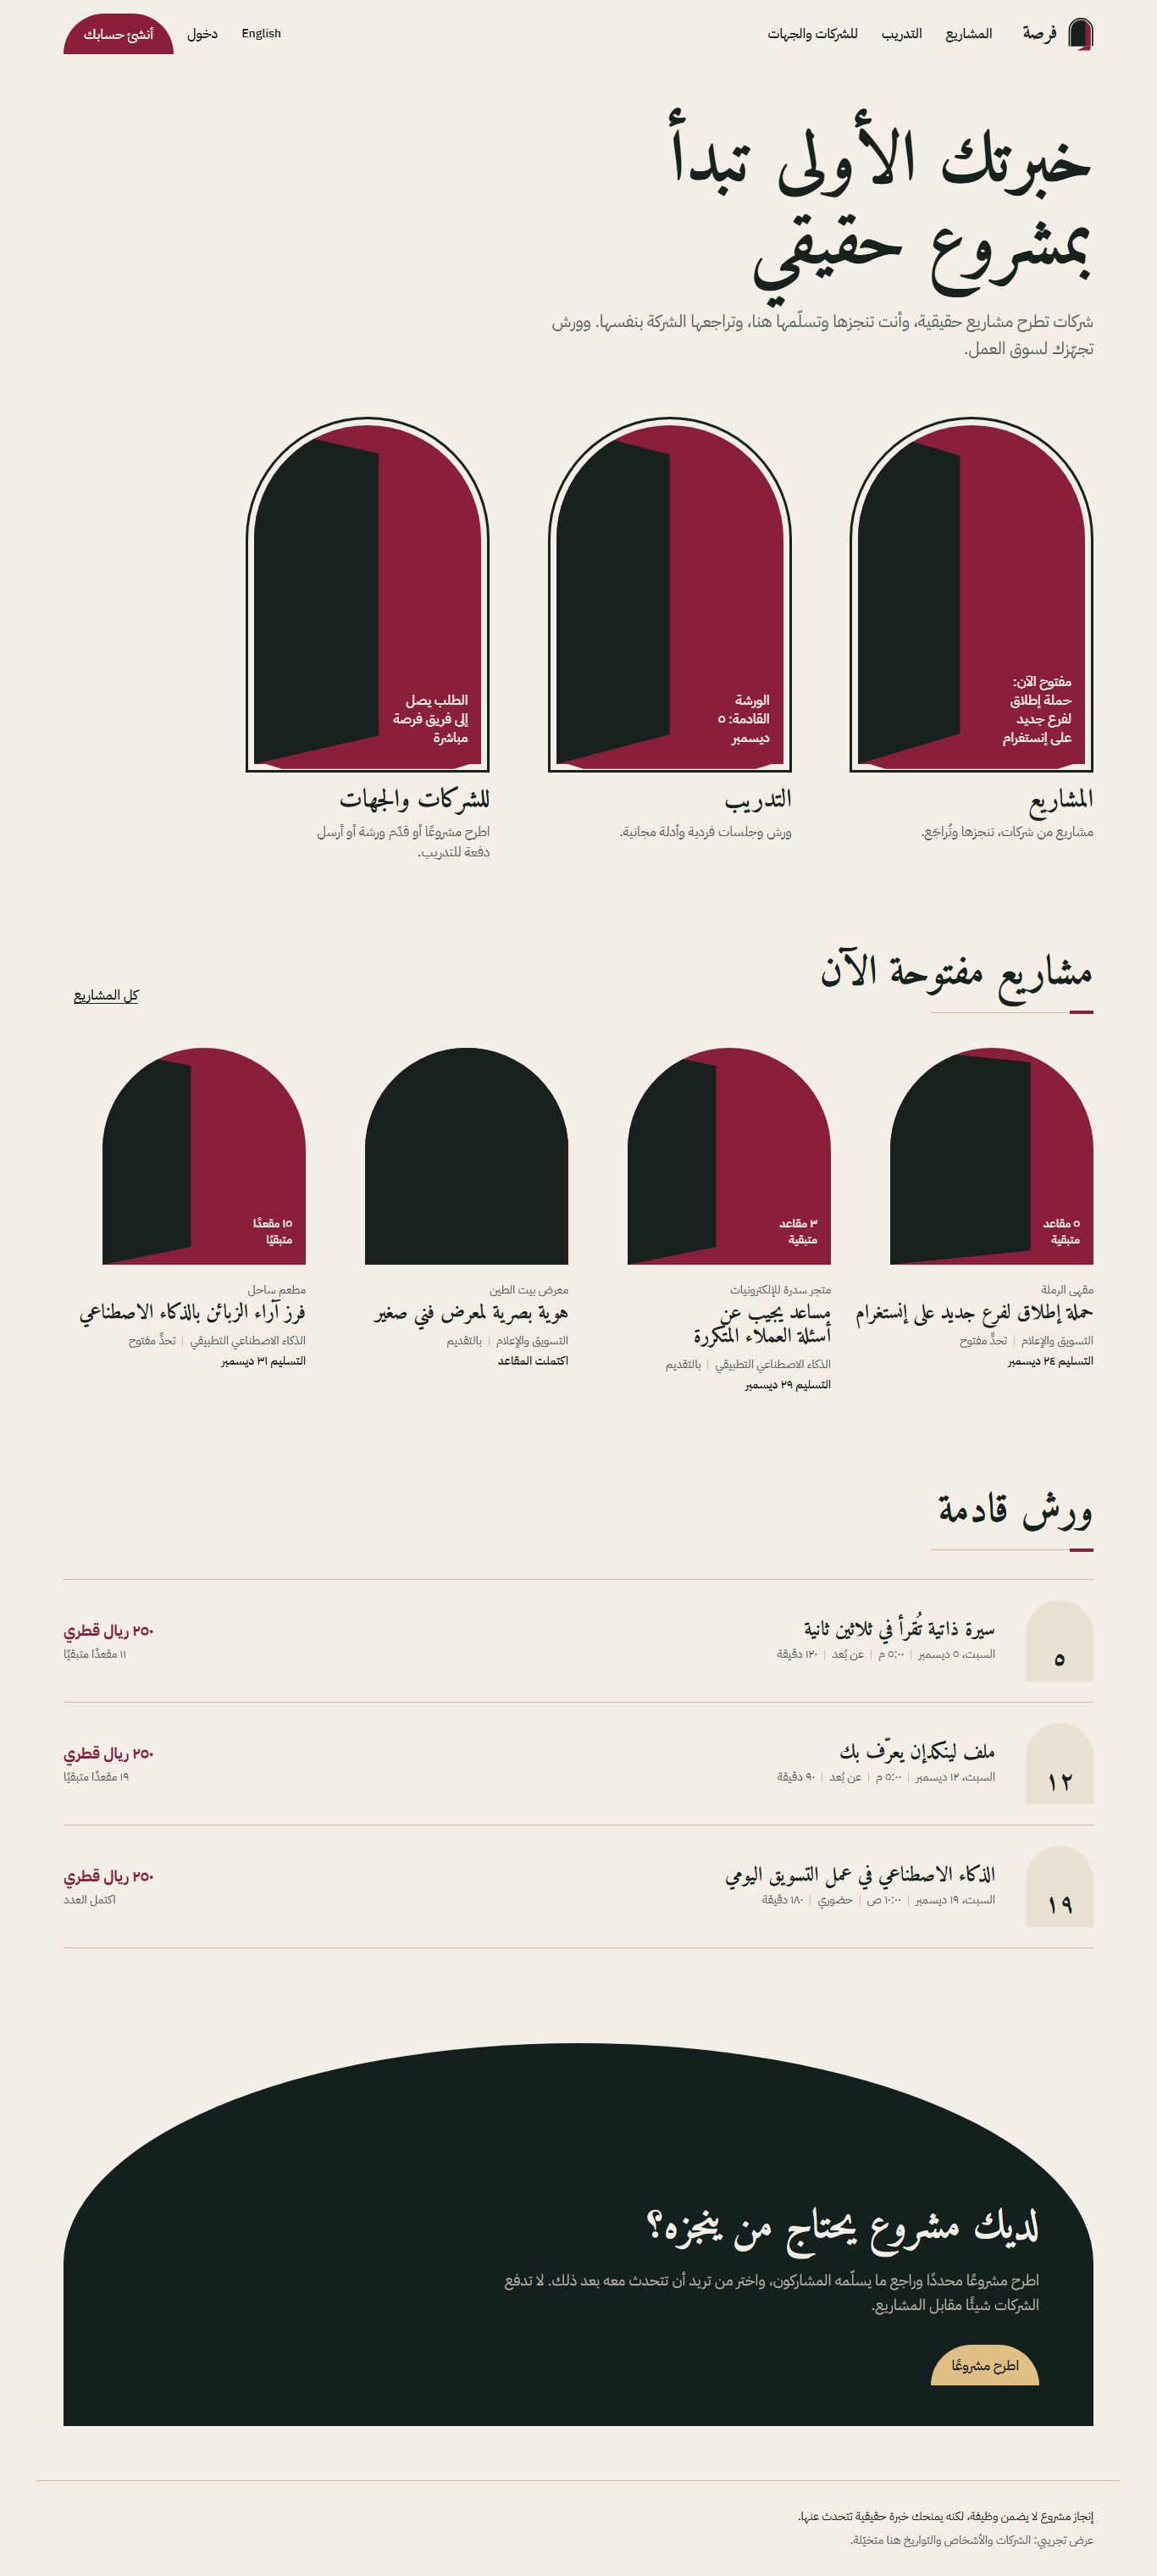 فرصة
المشاريع
التدريب
للشركات والجهات
English
دخول
أنشئ حسابك
خبرتك الأولى تبدأ
بمشروع حقيقي
شركات تطرح مشاريع حقيقية، وأنت تنجزها وتسلّمها هنا، وتراجعها الشركة بنفسها. وورش
تجهّزك لسوق العمل.
مفتوح الآن:
حملة إطلاق
لفرع جديد
على إنستغرام
المشاريع
مشاريع من شركات، تنجزها وتُراجَع.
الورشة
القادمة: ٥
ديسمبر
التدريب
ورش وجلسات فردية وأدلة مجانية.
الطلب يصل
إلى فريق فرصة
مباشرة
للشركات والجهات
اطرح مشروعًا أو قدّم ورشة أو أرسل
دفعة للتدريب.
مشاريع مفتوحة الآن
كل المشاريع
٥ مقاعد
متبقية
مقهى الرملة
حملة إطلاق لفرع جديد على إنستغرام
التسويق والإعلام | تحدٍّ مفتوح
التسليم ٢٤ ديسمبر
٣ مقاعد
متبقية
متجر سدرة للإلكترونيات
مساعد يجيب عن
أسئلة العملاء المتكررة
الذكاء الاصطناعي التطبيقي | بالتقديم
التسليم ٢٩ ديسمبر
معرض بيت الطين
هوية بصرية لمعرض فني صغير
التسويق والإعلام | بالتقديم
اكتملت المقاعد
١٥ مقعدًا
متبقيًا
مطعم ساحل
فرز آراء الزبائن بالذكاء الاصطناعي
الذكاء الاصطناعي التطبيقي | تحدٍّ مفتوح
التسليم ٣١ ديسمبر
ورش قادمة
٥
سيرة ذاتية تُقرأ في ثلاثين ثانية
السبت، ٥ ديسمبر | ٥:٠٠ م | عن بُعد | ١٢٠ دقيقة
٢٥٠ ريال قطري
١١ مقعدًا متبقيًا
١٢
ملف لينكدإن يعرّف بك
السبت، ١٢ ديسمبر | ٥:٠٠ م | عن بُعد | ٩٠ دقيقة
٢٥٠ ريال قطري
١٩ مقعدًا متبقيًا
١٩
الذكاء الاصطناعي في عمل التسويق اليومي
السبت، ١٩ ديسمبر | ١٠:٠٠ ص | حضوري | ١٨٠ دقيقة
٢٥٠ ريال قطري
اكتمل العدد
لديك مشروع يحتاج من ينجزه؟
اطرح مشروعًا محددًا وراجع ما يسلّمه المشاركون، واختر من تريد أن تتحدث معه بعد ذلك. لا تدفع
الشركات شيئًا مقابل المشاريع.
اطرح مشروعًا
إنجاز مشروع لا يضمن وظيفة، لكنه يمنحك خبرة حقيقية تتحدث عنها.
عرض تجريبي: الشركات والأشخاص والتواريخ هنا متخيّلة.